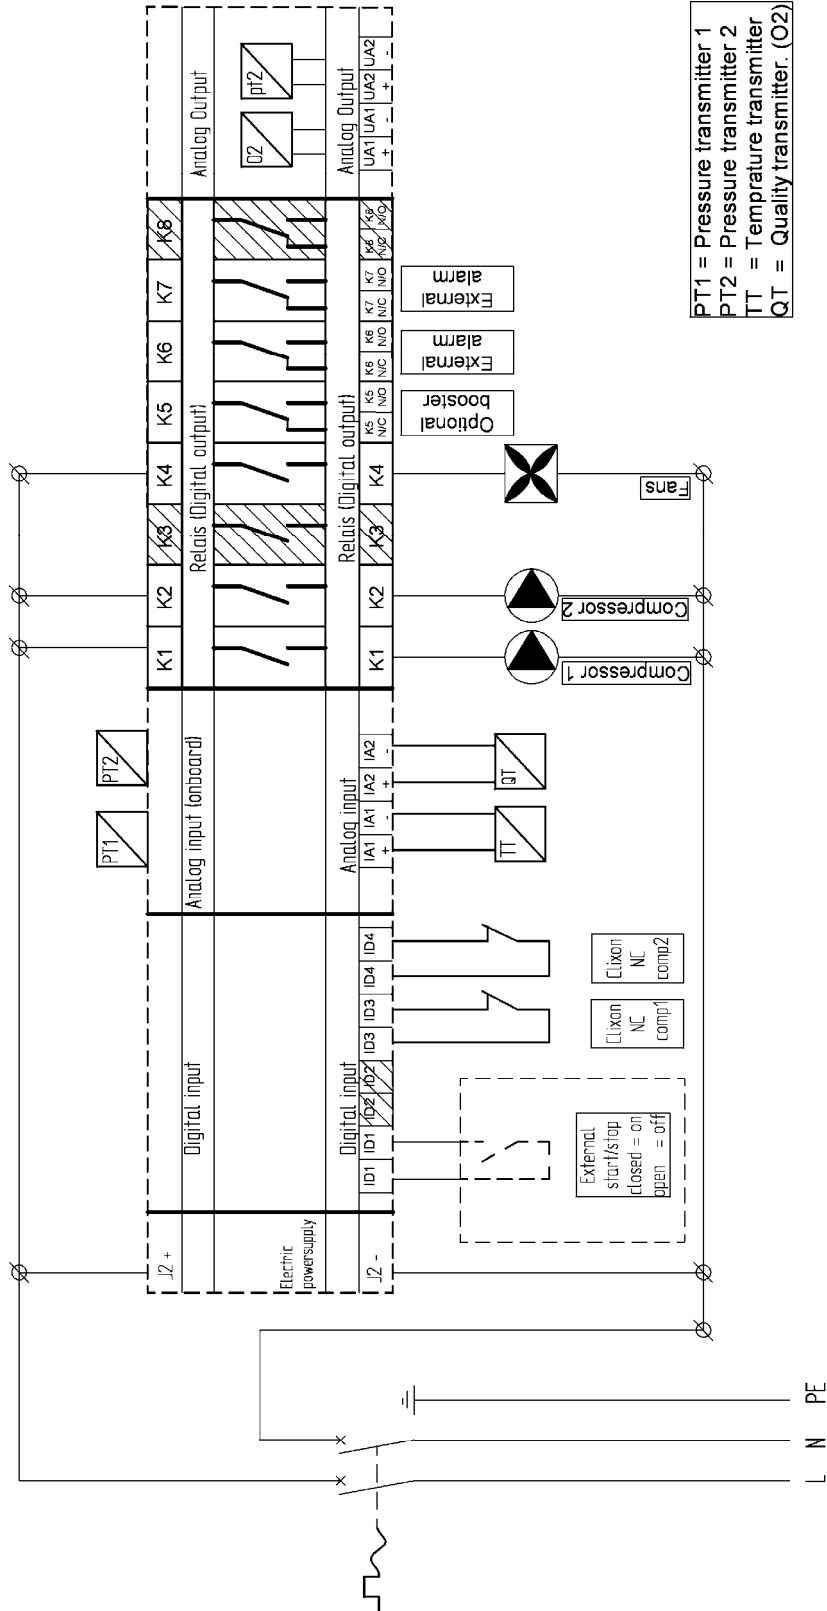 J2 +
Electric
powersupply
J2 -
Digital input
Digital input
ID1
ID1
ID2
ID2
ID3
ID3
ID4
ID4
External
start/stop
closed = on
open = off
Clixon
NC
comp1
Clixon
NC
comp2
PT1
PT2
Analog input (onboard)
Analog input
IA1
+
IA1
-
IA2
+
IA2
-
TT
QT
K1
K2
K3
K4
K5
K6
K7
K8
Relais (Digital output)
Relais (Digital output)
K1
K2
K3
K4
K5
N/C
K5
N/O
K6
N/C
K6
N/O
K7
N/C
K7
N/O
K8
N/C
K8
N/O
Compressor 1
Compressor 2
Fans
Optional
booster
External
alarm
External
alarm
Analog Output
O2
pt2
Analog Output
UA1
+
UA1
-
UA2
+
UA2
-
L
N
PE
PT1 = Pressure transmitter 1
PT2 = Pressure transmitter 2
TT = Temprature transmitter
QT = Quality transmitter. (O2)